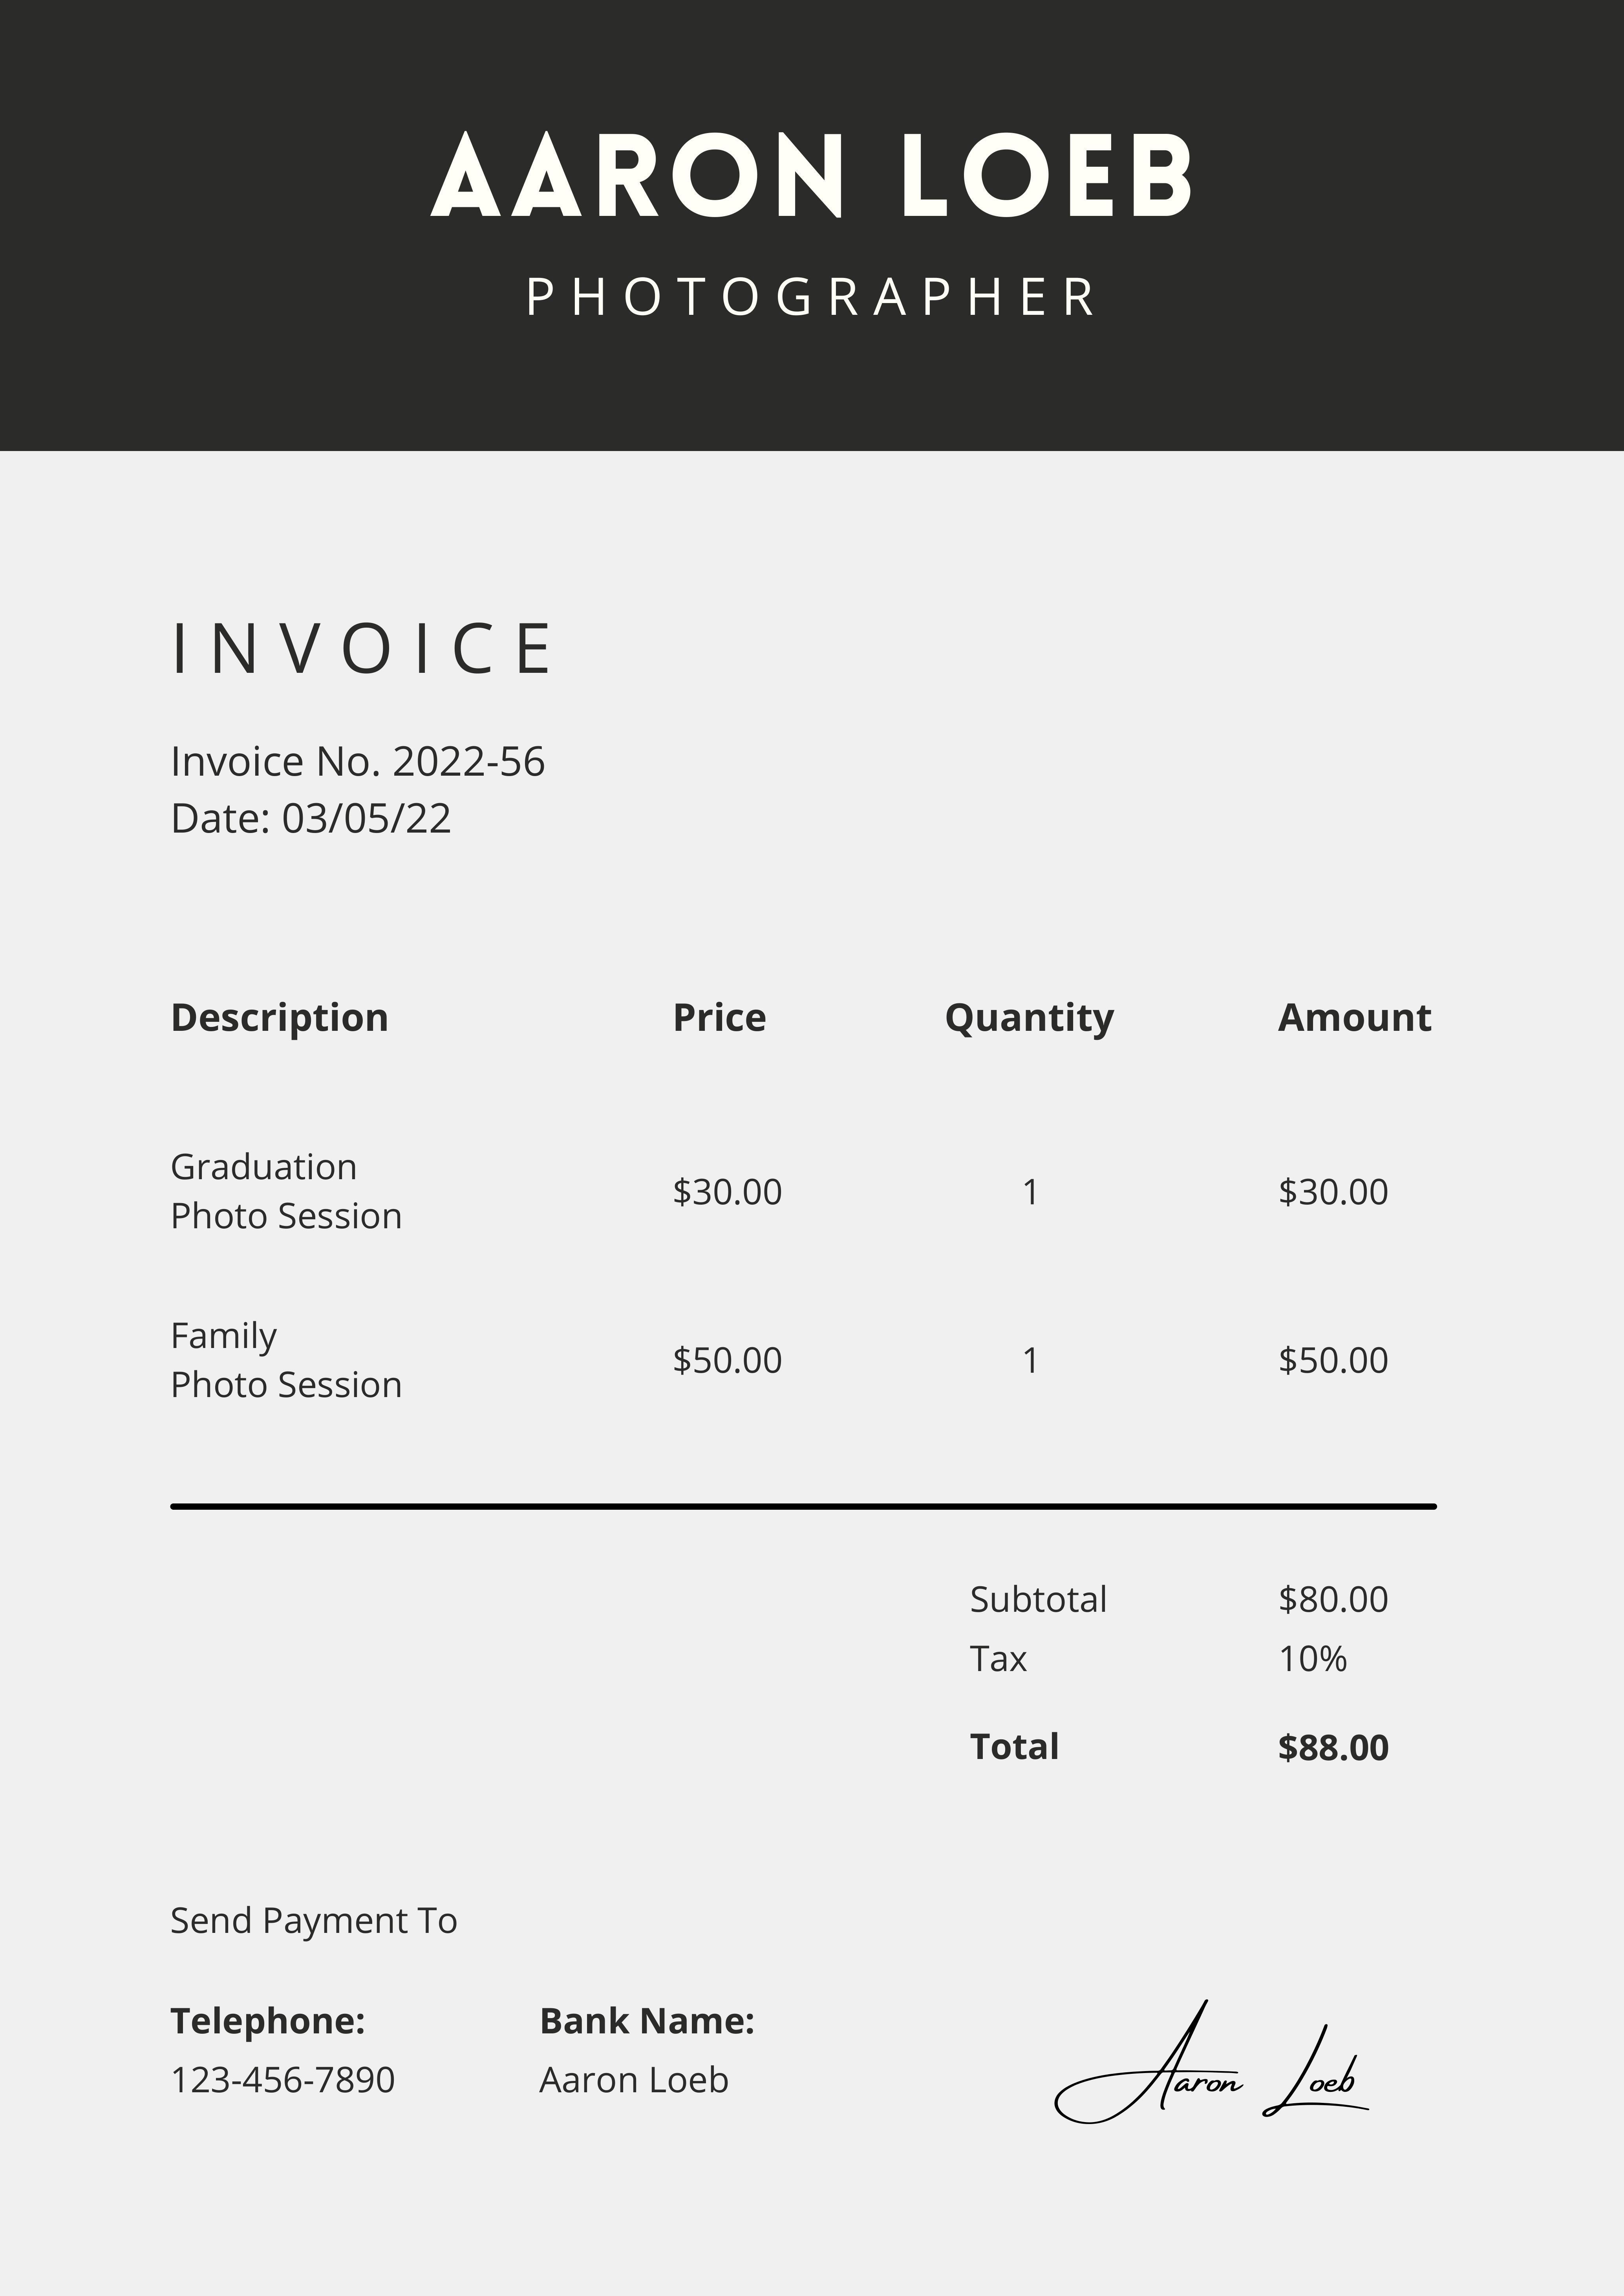 AARON LOEB
PHOTOGRAPHER
INVOICE
Invoice No. 2022-56
Date: 03/05/22
Description Price Quantity Amount
Graduation
Photo Session $30.00 1 $30.00
Family
Photo Session $50.00 1 $50.00
Subtotal $80.00
Tax 10%
Total $88.00
Send Payment To
Telephone: Bank Name:
123-456-7890 Aaron Loeb
Aaron Loeb